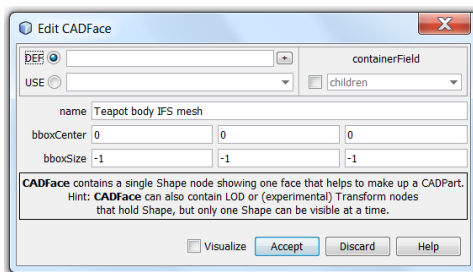 Edit CADFace
DEF
+
containerField
USE
children
name Teapot body IFS mesh
bboxCenter 0 0 0
bboxSize -1 -1 -1
CADFace contains a single Shape node showing one face that helps to make up a CADPart.
Hint: CADFace can also contain LOD or (experimental) Transform nodes
that hold Shape, but only one Shape can be visible at a time.
Visualize Accept Discard Help